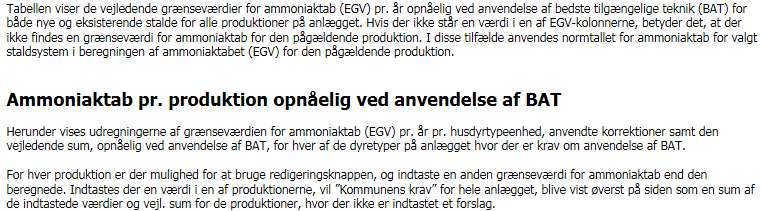 Tabellen viser de vejledende grænseværdier for ammoniaktab (EGV) pr. år opnåelig ved anvendelse af bedste tilgængelige teknik (BAT) for
både nye og eksisterende stalde for alle produktioner på anlægget. Hvis der ikke står en værdi i en af EGV-kolonnerne, betyder det, at der
ikke findes en grænseværdi for ammoniaktab for den pågældende produktion. I disse tilfælde anvendes normtallet for ammoniaktab for valgt
staldsystem i beregningen af ammoniaktabet (EGV) for den pågældende produktion.
Ammoniaktab pr. produktion opnåelig ved anvendelse af BAT
Herunder vises udregningerne af grænseværdien for ammoniaktab (EGV) pr. år pr. husdyrtypeenhed, anvendte korrektioner samt den
vejledende sum, opnåelig ved anvendelse af BAT, for hver af de dyretyper på anlægget hvor der er krav om anvendelse af BAT.
For hver produktion er der mulighed for at bruge redigeringsknappen, og indtaste en anden grænseværdi for ammoniaktab end den
beregnede. Indtastes der en værdi i en af produktionerne, vil "Kommunens krav" for hele anlægget, blive vist øverst på siden som en sum af
de indtastede værdier og vejl. sum for de produktioner, hvor der ikke er indtastet et forslag.